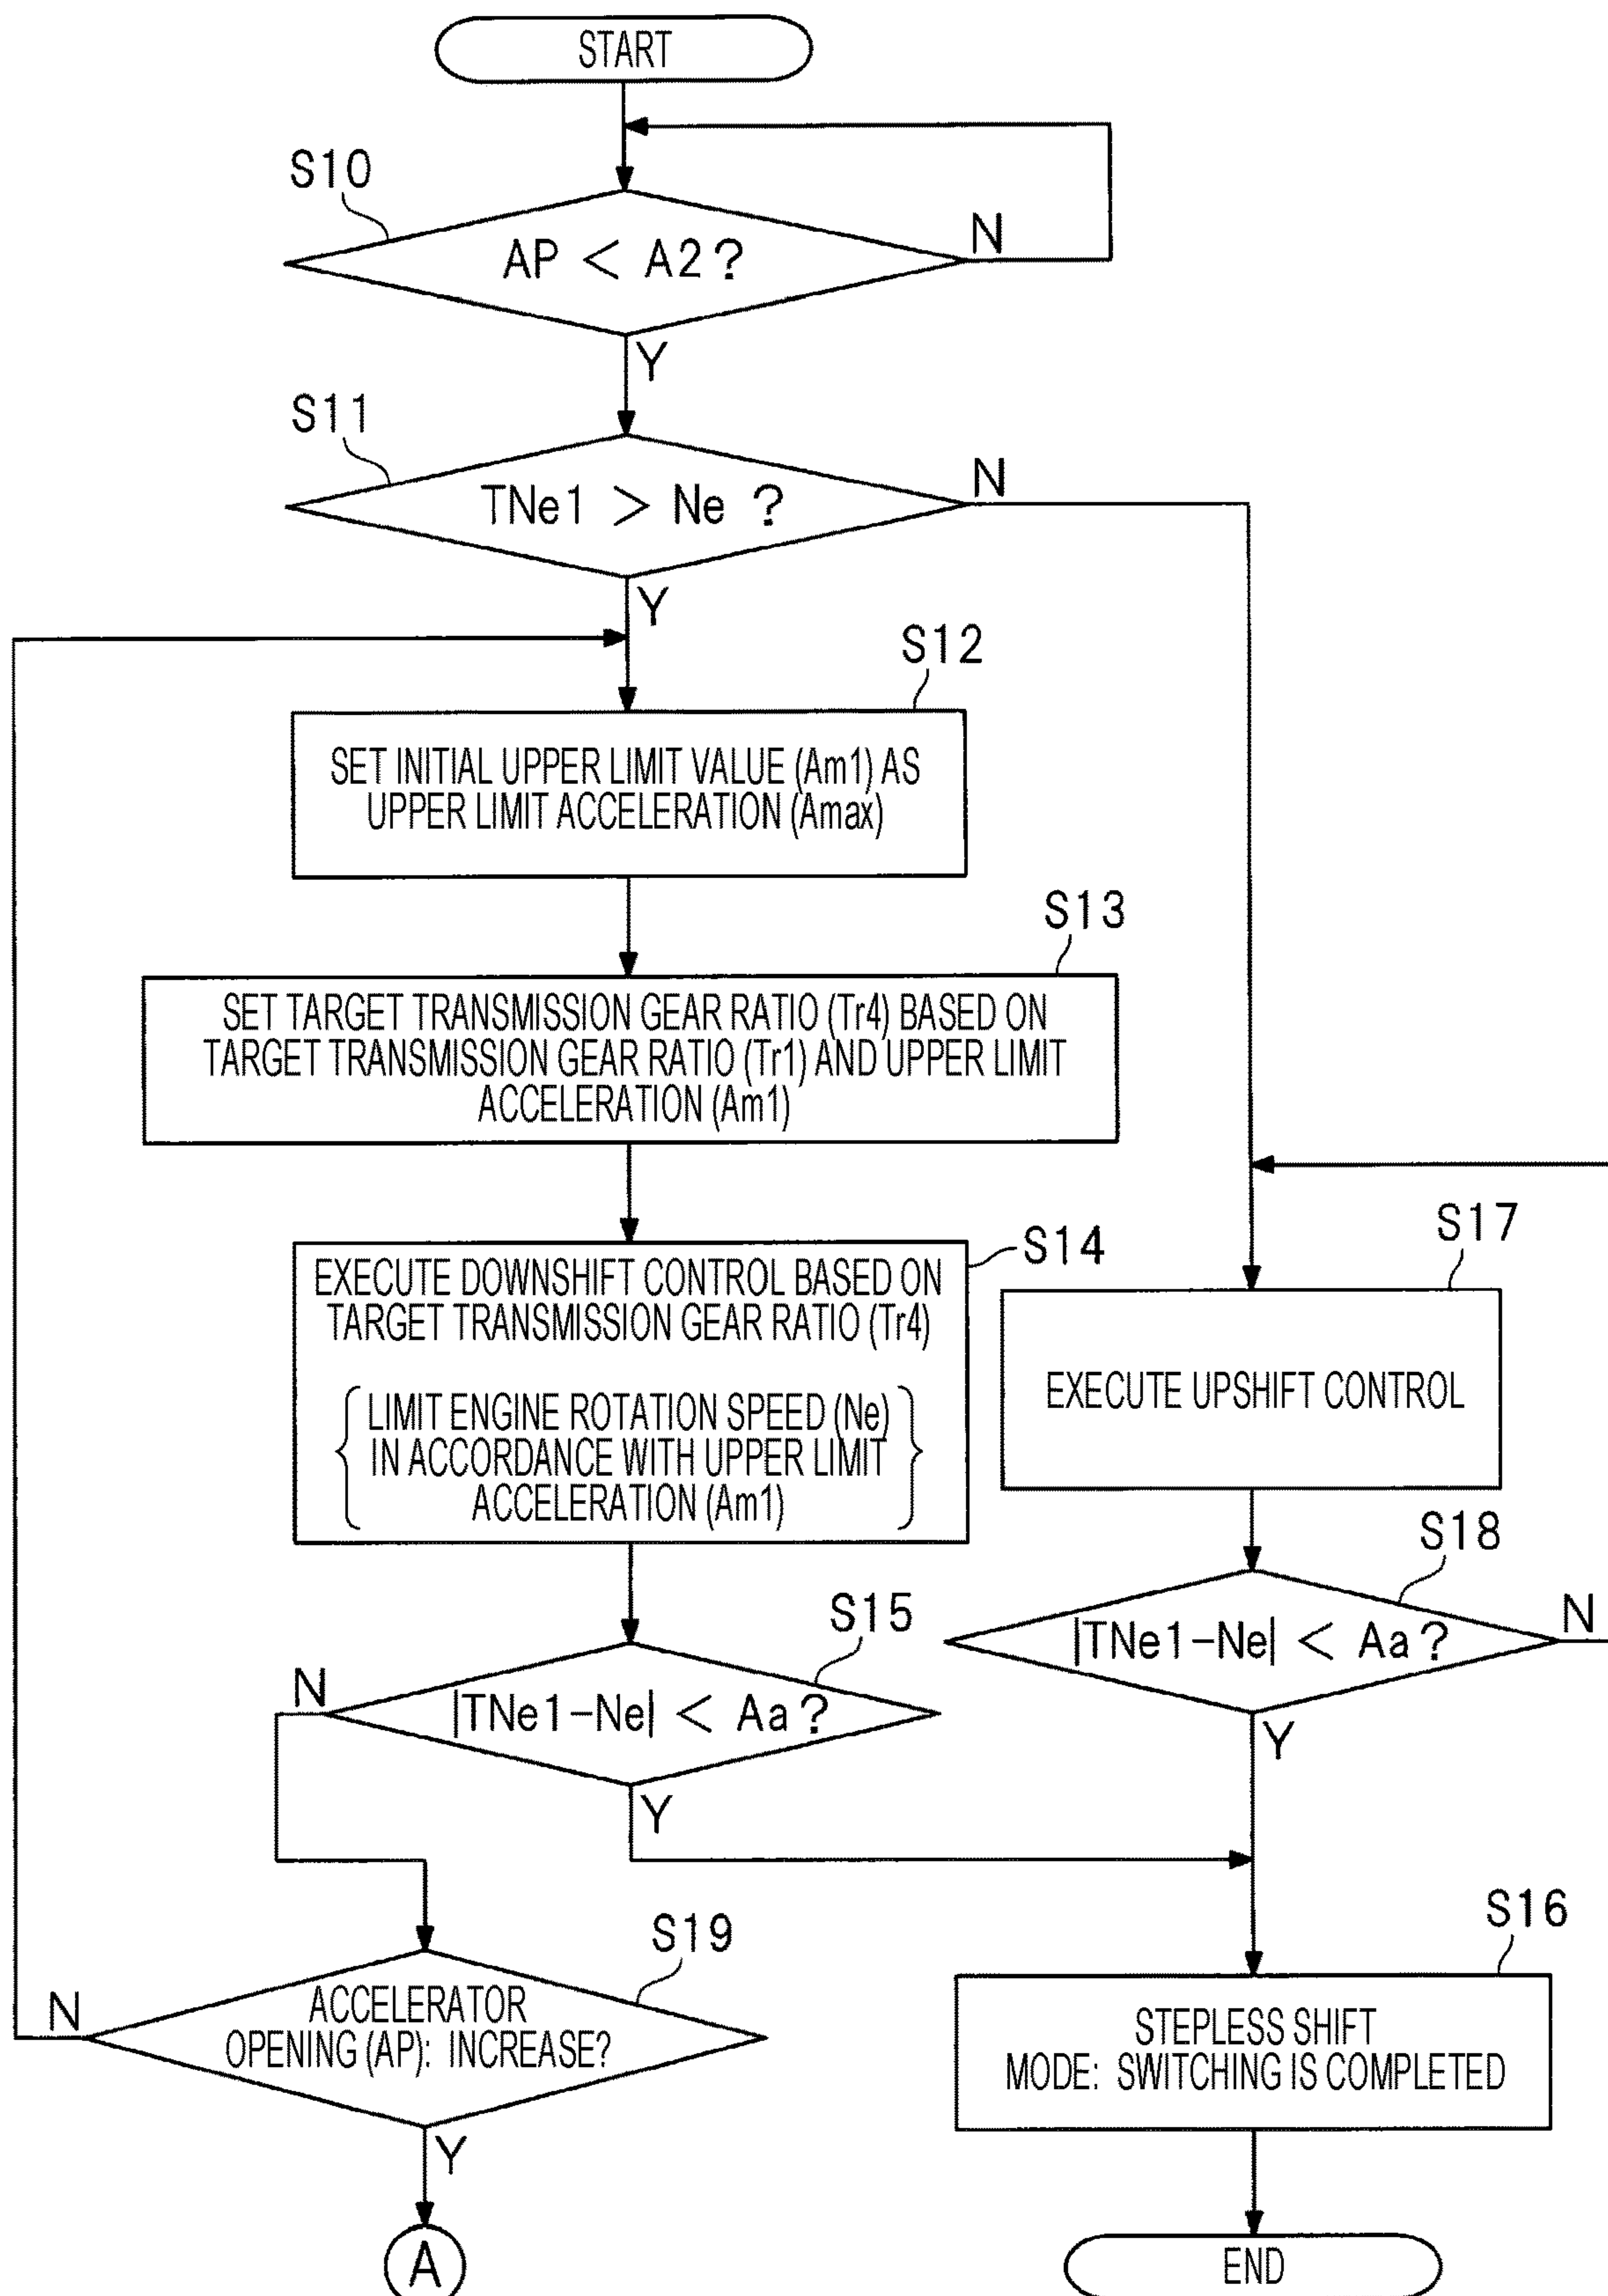 START
S10
AP < A2?
N
Y
S11
TNe1 > Ne ?
N
Y
S12
SET INITIAL UPPER LIMIT VALUE (Am1) AS
UPPER LIMIT ACCELERATION (Amax)
S13
SET TARGET TRANSMISSION GEAR RATIO (Tr4) BASED ON
TARGET TRANSMISSION GEAR RATIO (Tr1) AND UPPER LIMIT
ACCELERATION (Am1)
S14
EXECUTE DOWNSHIFT CONTROL BASED ON
TARGET TRANSMISSION GEAR RATIO (Tr4)
LIMIT ENGINE ROTATION SPEED (Ne)
IN ACCORDANCE WITH UPPER LIMIT
ACCELERATION (Am1)
S17
EXECUTE UPSHIFT CONTROL
S18
|TNe1-Ne| < Aa?
N
Y
S15
|TNe1-Ne| < Aa?
N
Y
S19
ACCELERATOR
OPENING (AP): INCREASE?
N
Y
A
S16
STEPLESS SHIFT
MODE: SWITCHING IS COMPLETED
END